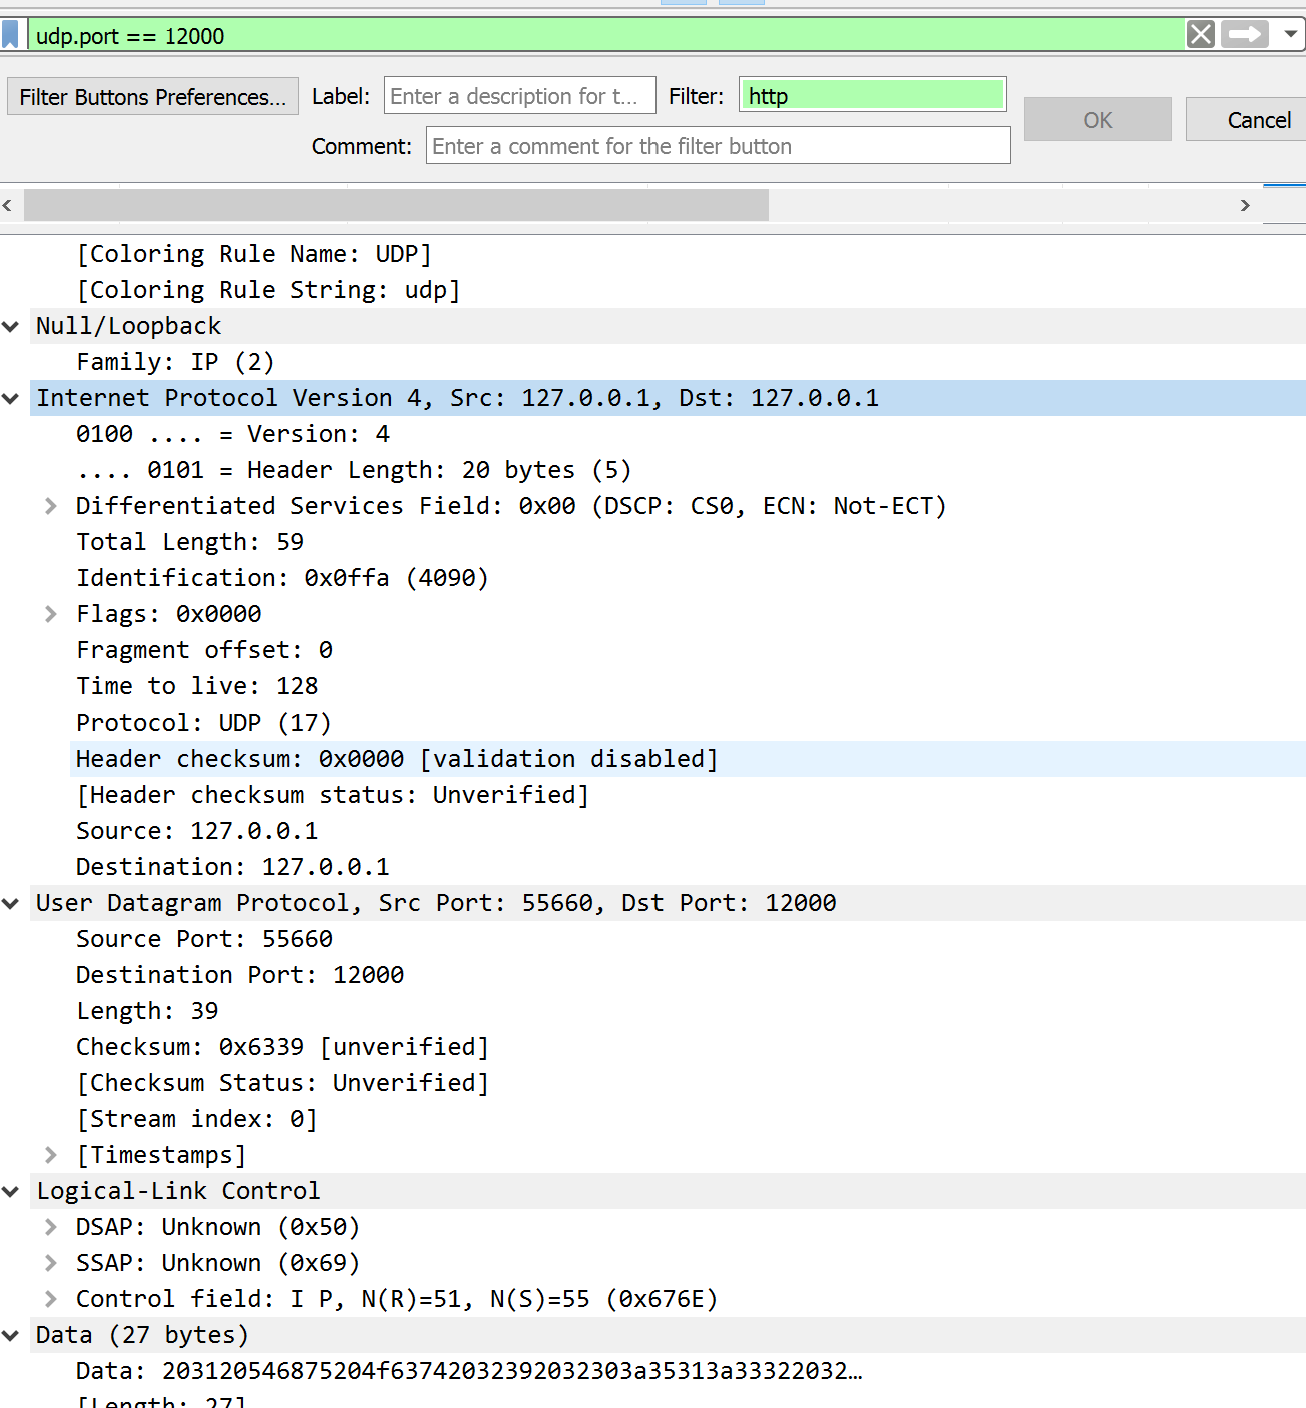 udp.port == 12000
Filter Buttons Preferences... Label: Enter a description for t... Filter: http
OK Cancel
Comment: Enter a comment for the filter button
[Coloring Rule Name: UDP]
[Coloring Rule String: udp]
Null/Loopback
Family: IP (2)
Internet Protocol Version 4, Src: 127.0.0.1, Dst: 127.0.0.1
0100 .... = Version: 4
.... 0101 = Header Length: 20 bytes (5)
Differentiated Services Field: 0x00 (DSCP: CS0, ECN: Not-ECT)
Total Length: 59
Identification: 0x0ffa (4090)
Flags: 0x0000
Fragment offset: 0
Time to live: 128
Protocol: UDP (17)
Header checksum: 0x0000 [validation disabled]
[Header checksum status: Unverified]
Source: 127.0.0.1
Destination: 127.0.0.1
User Datagram Protocol, Src Port: 55660, Dst Port: 12000
Source Port: 55660
Destination Port: 12000
Length: 39
Checksum: 0x6339 [unverified]
[Checksum Status: Unverified]
[Stream index: 0]
[Timestamps]
Logical-Link Control
DSAP: Unknown (0x50)
SSAP: Unknown (0x69)
Control field: I P, N(R)=51, N(S)=55 (0x676E)
Data (27 bytes)
Data: 203120546875204f63742032392032303a35313a33322032…
[Length: 27]